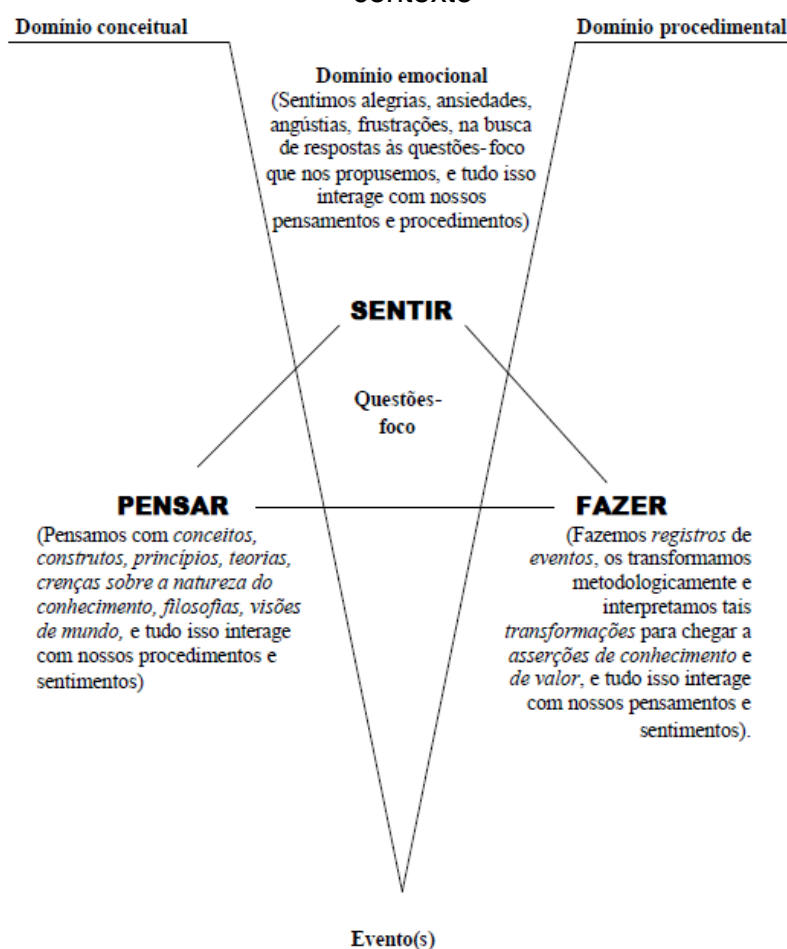 Domínio conceitual
Domínio procedimental
Domínio emocional
(Sentimos alegrias, ansiedades,
angústias, frustrações, na busca
de respostas às questões-foco
que nos propusemos, e tudo isso
interage com nossos
pensamentos e procedimentos)
SENTIR
Questões-
foco
PENSAR
(Pensamos com conceitos,
construtos, princípios, teorias,
crenças sobre a natureza do
conhecimento, filosofias, visões
de mundo, e tudo isso interage
com nossos procedimentos e
sentimentos)
FAZER
(Fazemos registros de
eventos, os transformamos
metodologicamente e
interpretamos tais
transformações para chegar a
asserções de conhecimento e
de valor, e tudo isso interage
com nossos pensamentos e
sentimentos).
Evento(s)